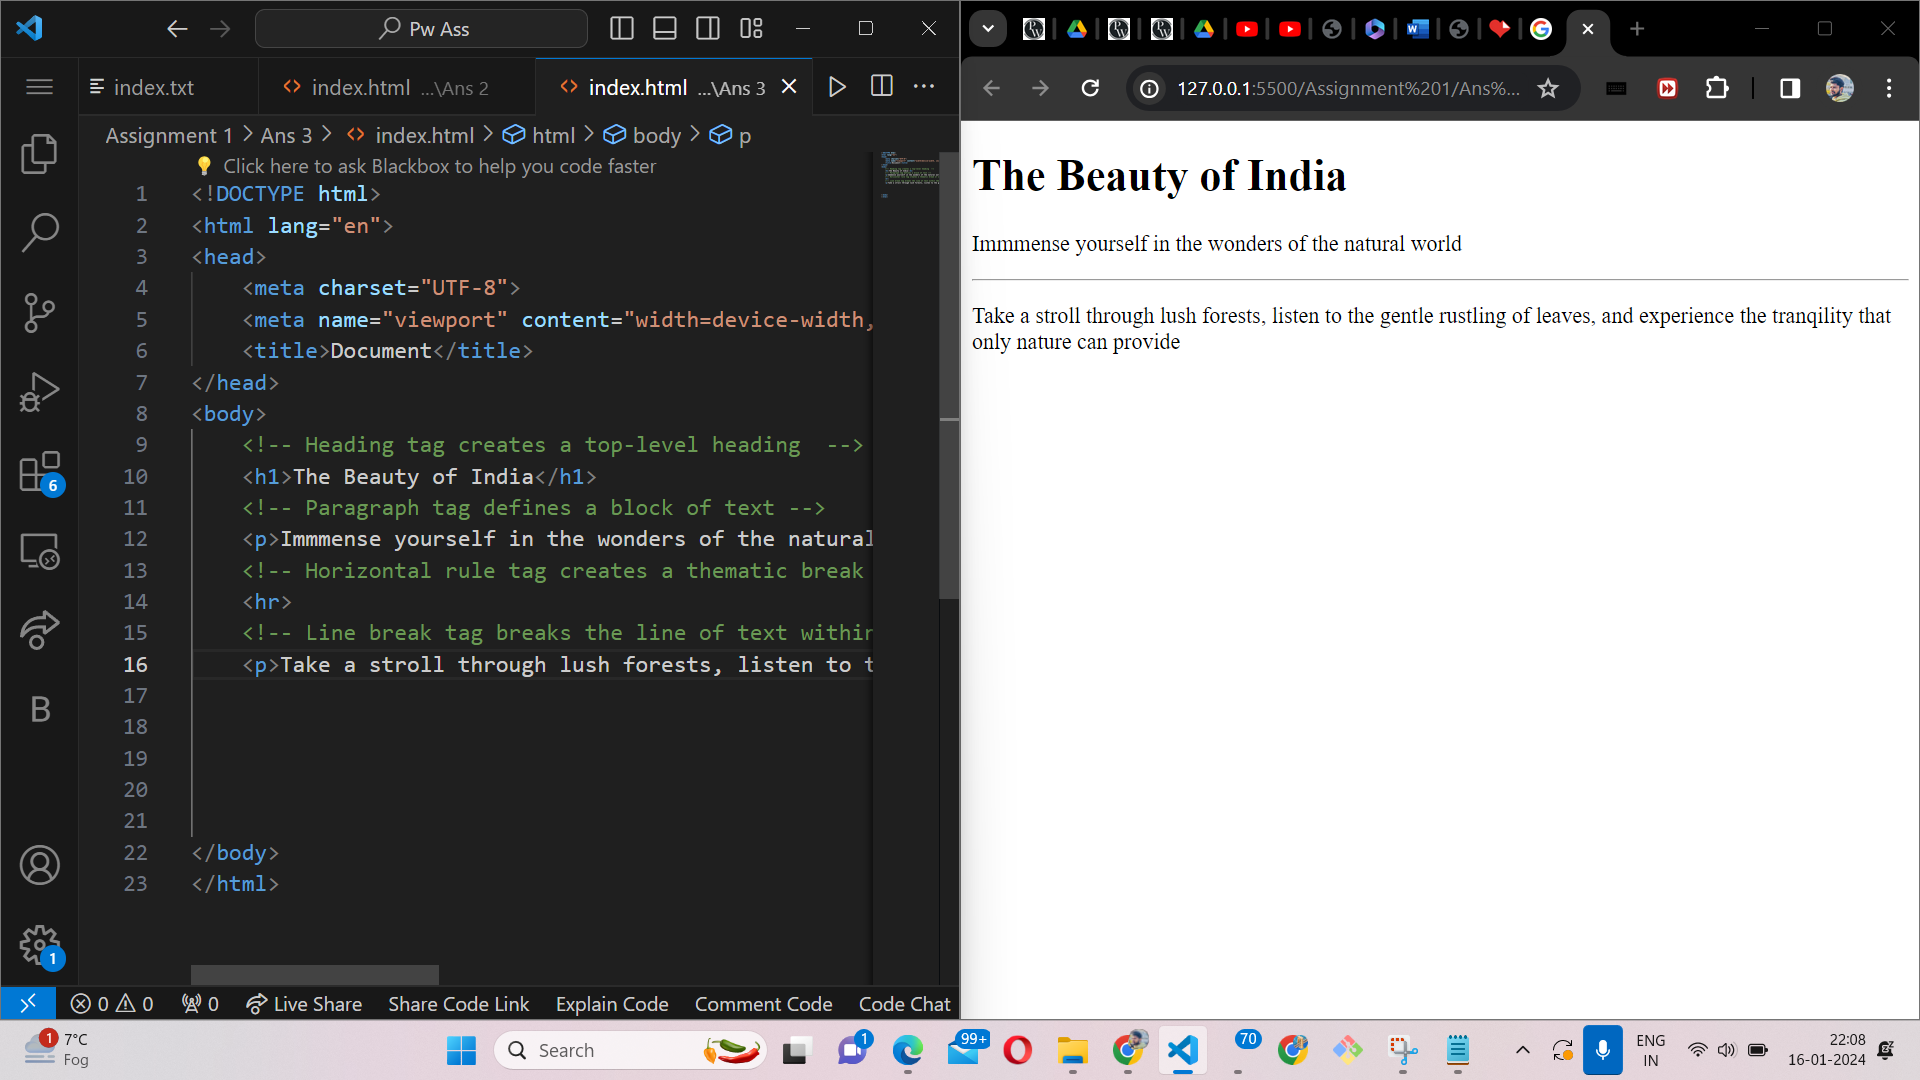 Pw Ass
index.txt
index.html ...\Ans 2
index.html ...\Ans 3
Assignment 1 > Ans 3 > index.html > html > body > p
Click here to ask Blackbox to help you code faster
1 <!DOCTYPE html>
2 <html lang="en">
3 <head>
4 <meta charset="UTF-8">
5 <meta name="viewport" content="width=device-width,
6 <title>Document</title>
7 </head>
8 <body>
9 <!-- Heading tag creates a top-level heading  -->
10 <h1>The Beauty of India</h1>
11 <!-- Paragraph tag defines a block of text -->
12 <p>Immmense yourself in the wonders of the natural
13 <!-- Horizontal rule tag creates a thematic break
14 <hr>
15 <!-- Line break tag breaks the line of text within
16 <p>Take a stroll through lush forests, listen to t
17
18
19
20
21
22 </body>
23 </html>
6
B
1
0 0 0 Live Share Share Code Link Explain Code Comment Code Code Chat
127.0.0.1:5500/Assignment%201/Ans%...
The Beauty of India
Immmense yourself in the wonders of the natural world
Take a stroll through lush forests, listen to the gentle rustling of leaves, and experience the tranqility that
only nature can provide
1
7°C
Fog
Search
1
99+
70
ENG
IN
22:08
16-01-2024